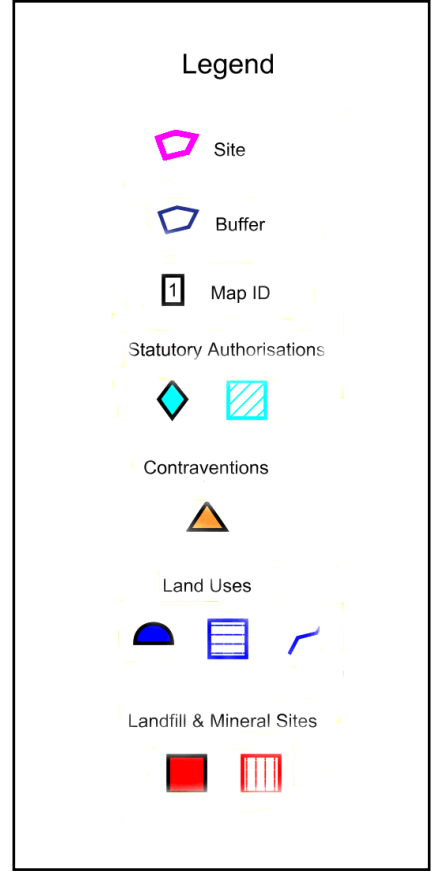 Legend
Site
Buffer
1 Map ID
Statutory Authorisations
Contraventions
Land Uses
Landfill & Mineral Sites